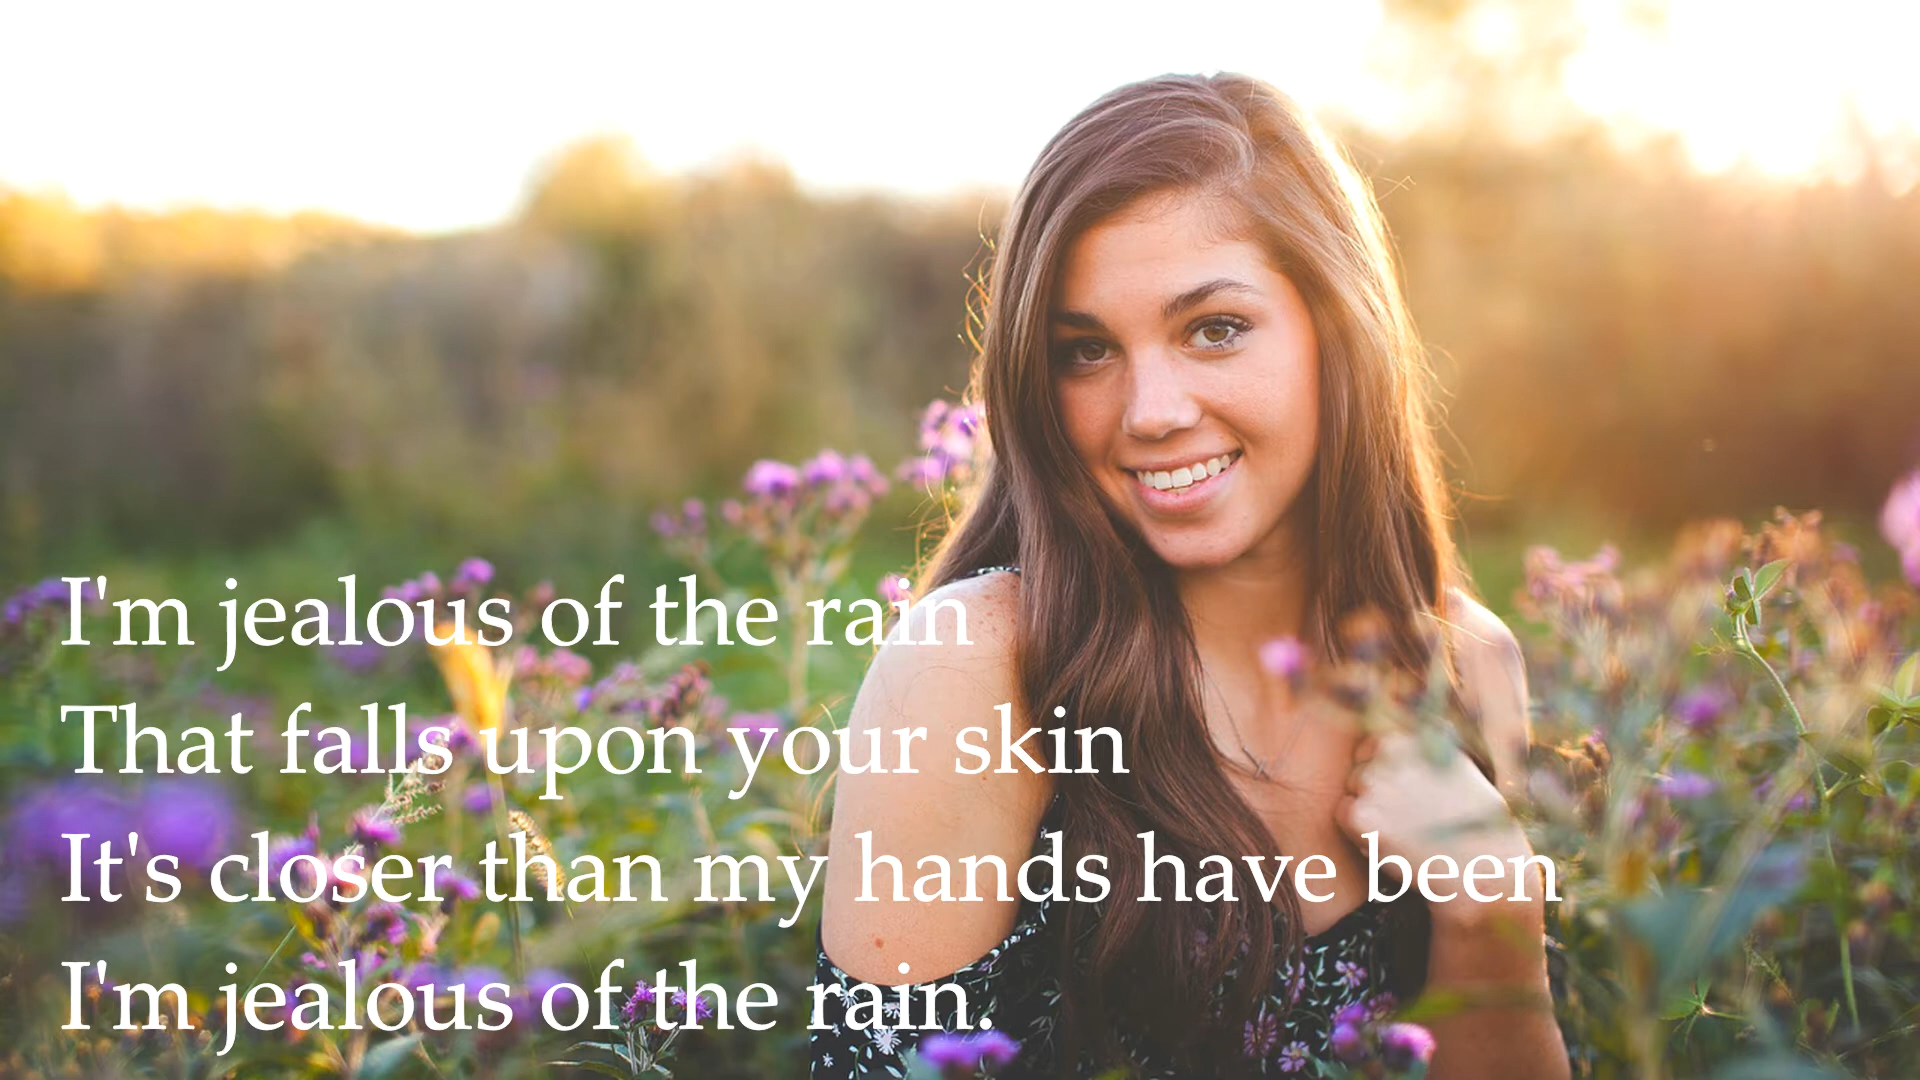 I'm jealous of the rain
That falls upon your skin
It's closer than my hands have been
I'm jealous of the rain.